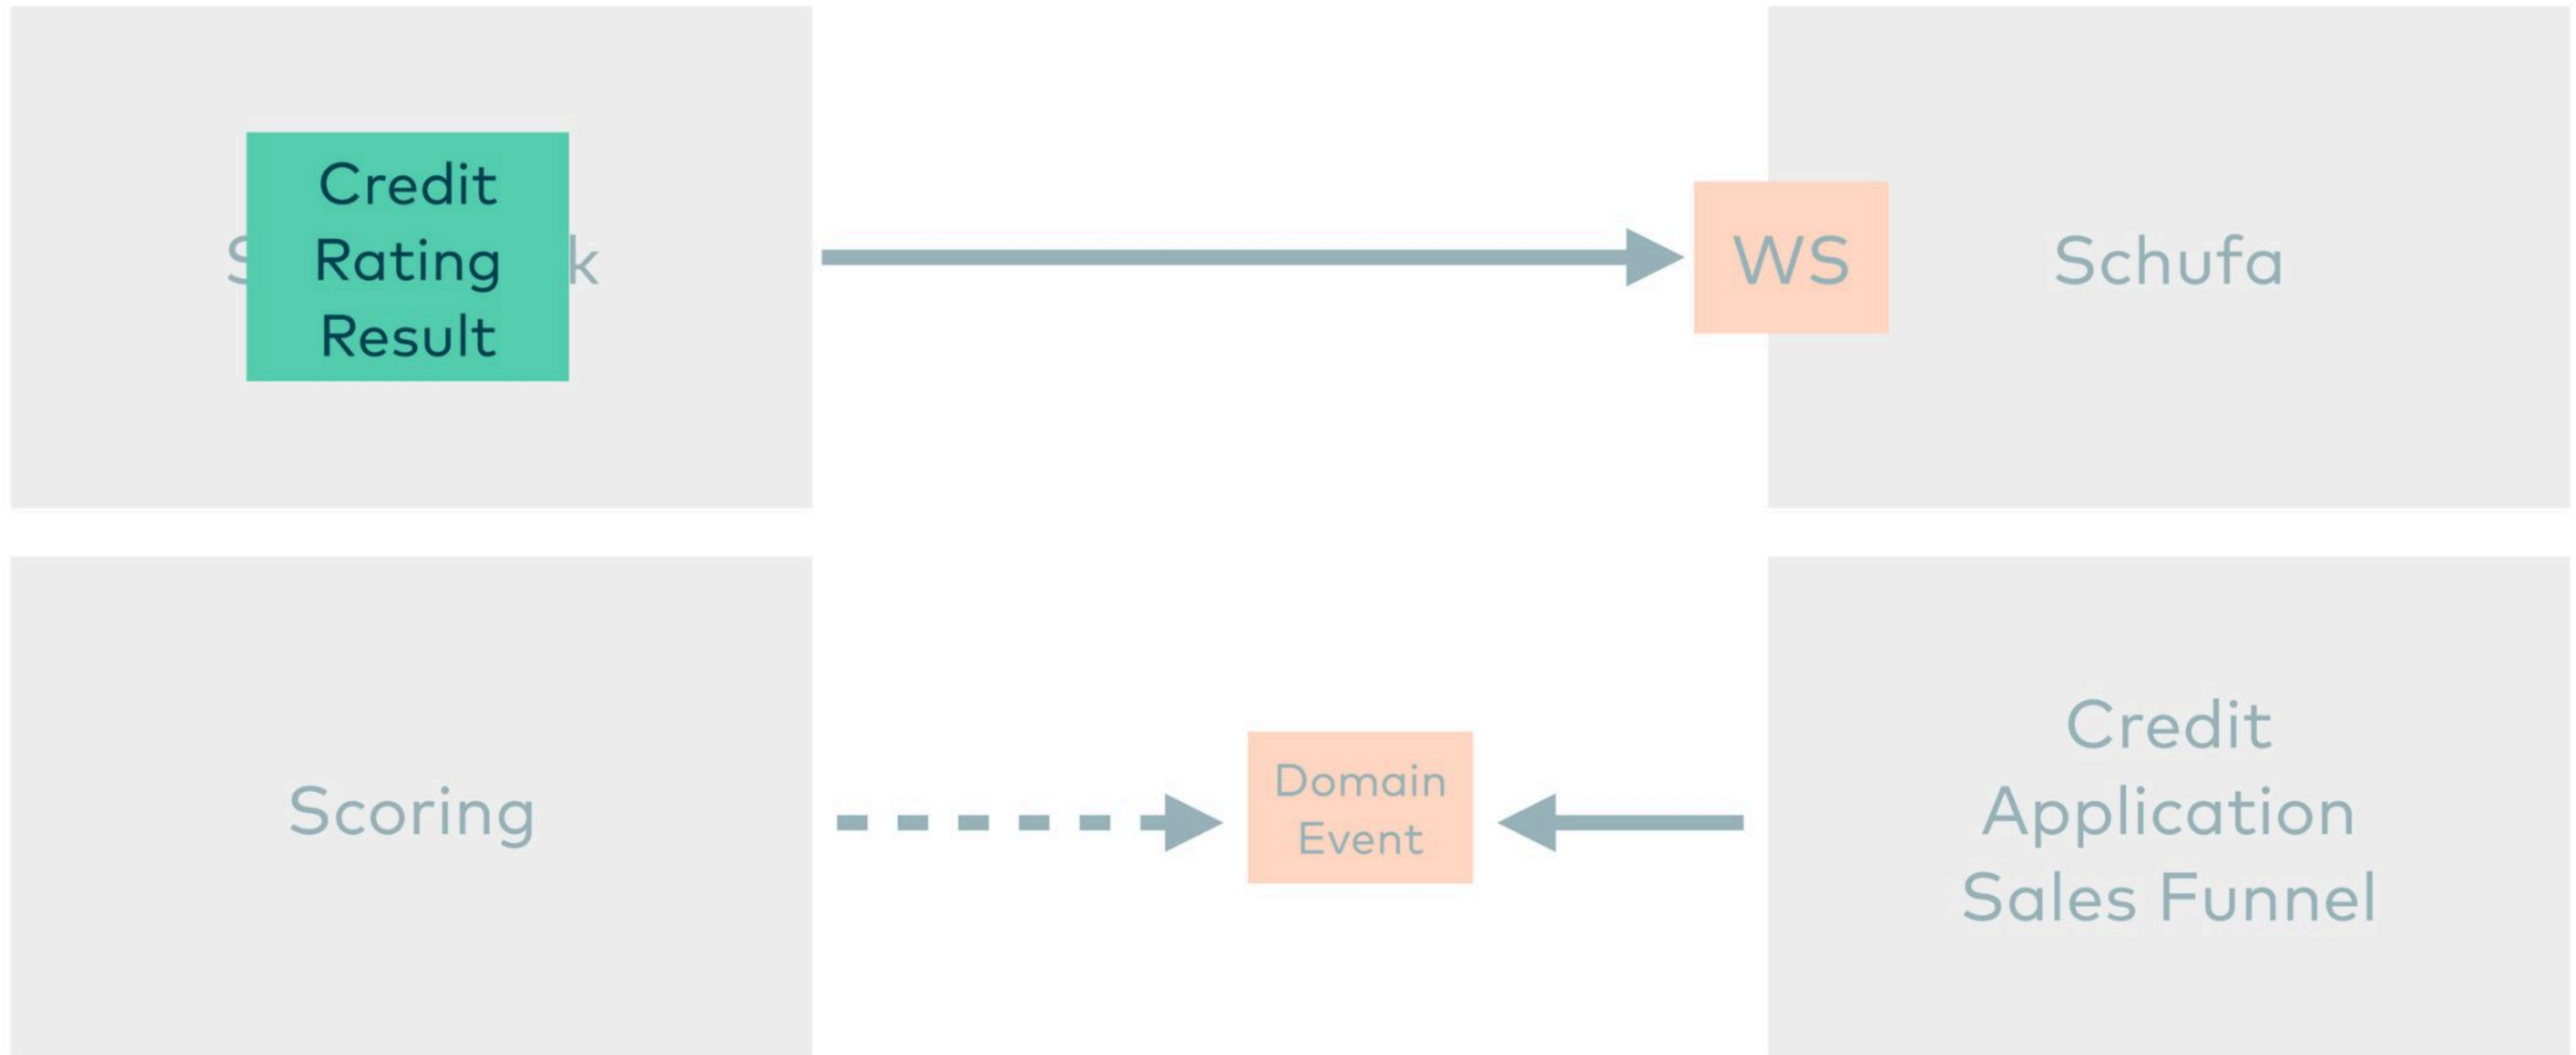 Credit
Rating
Result
WS
Schufa
Scoring
Domain
Event
Credit
Application
Sales Funnel